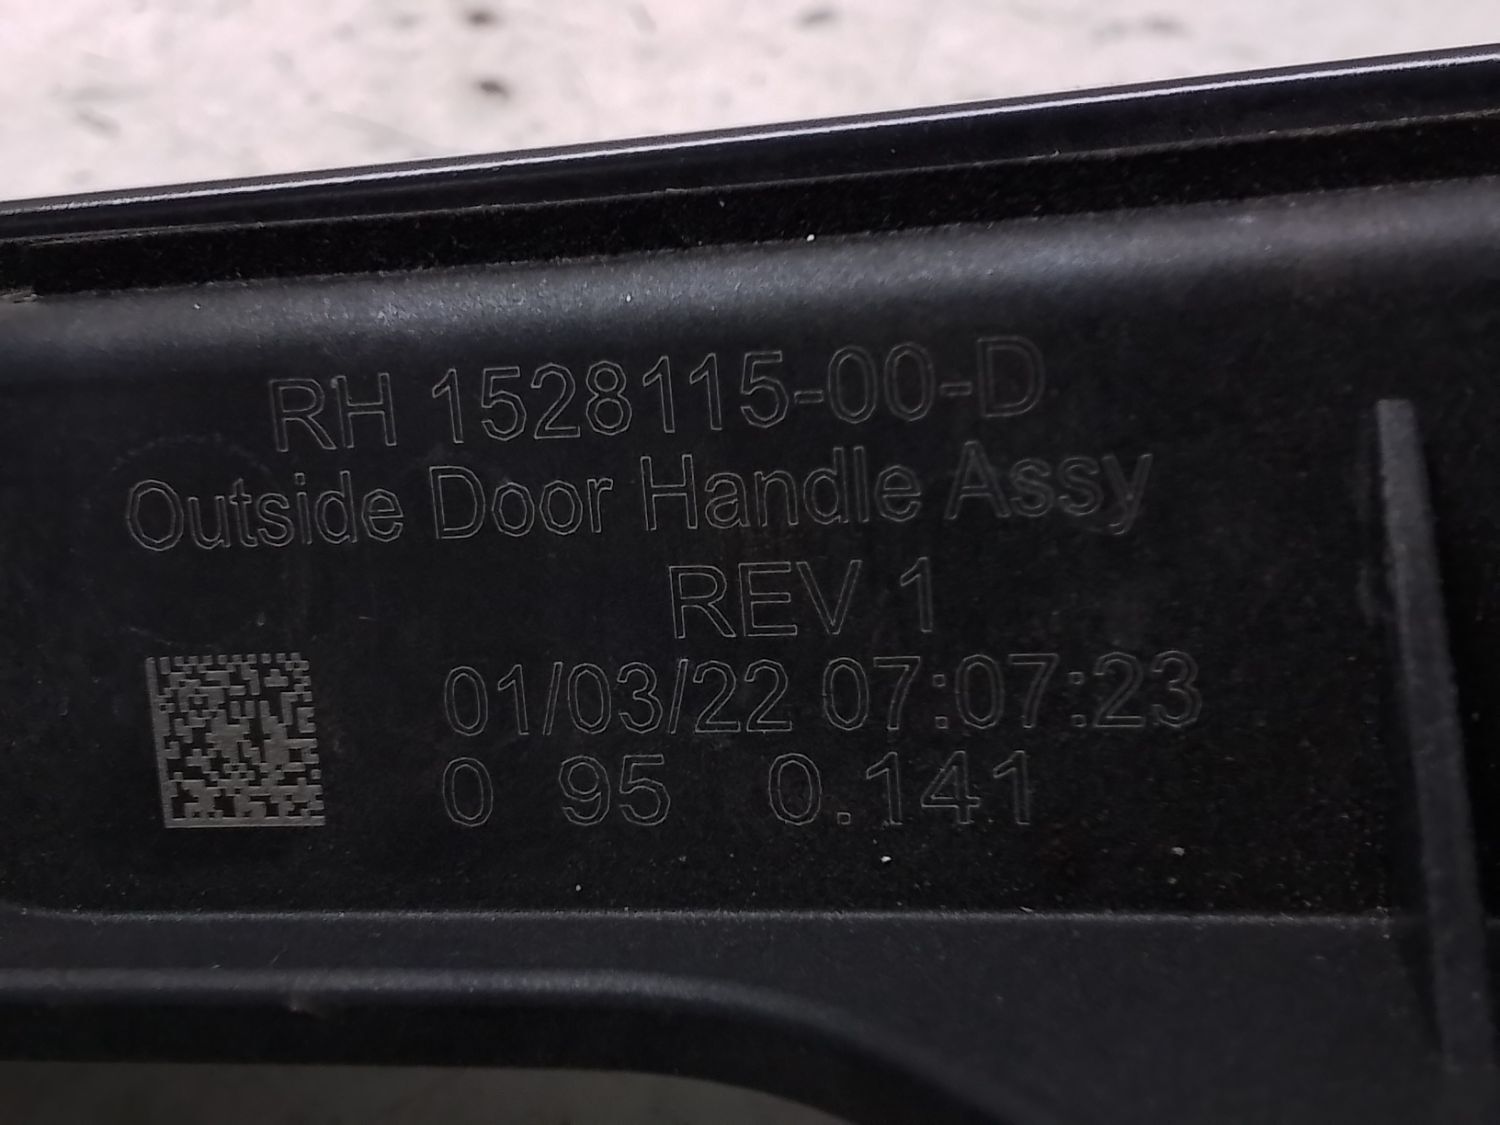 RH 1528115-00-D
Outside Door Handle Assy
REV 1
01/03/22 07:07:23
0 95 0.141